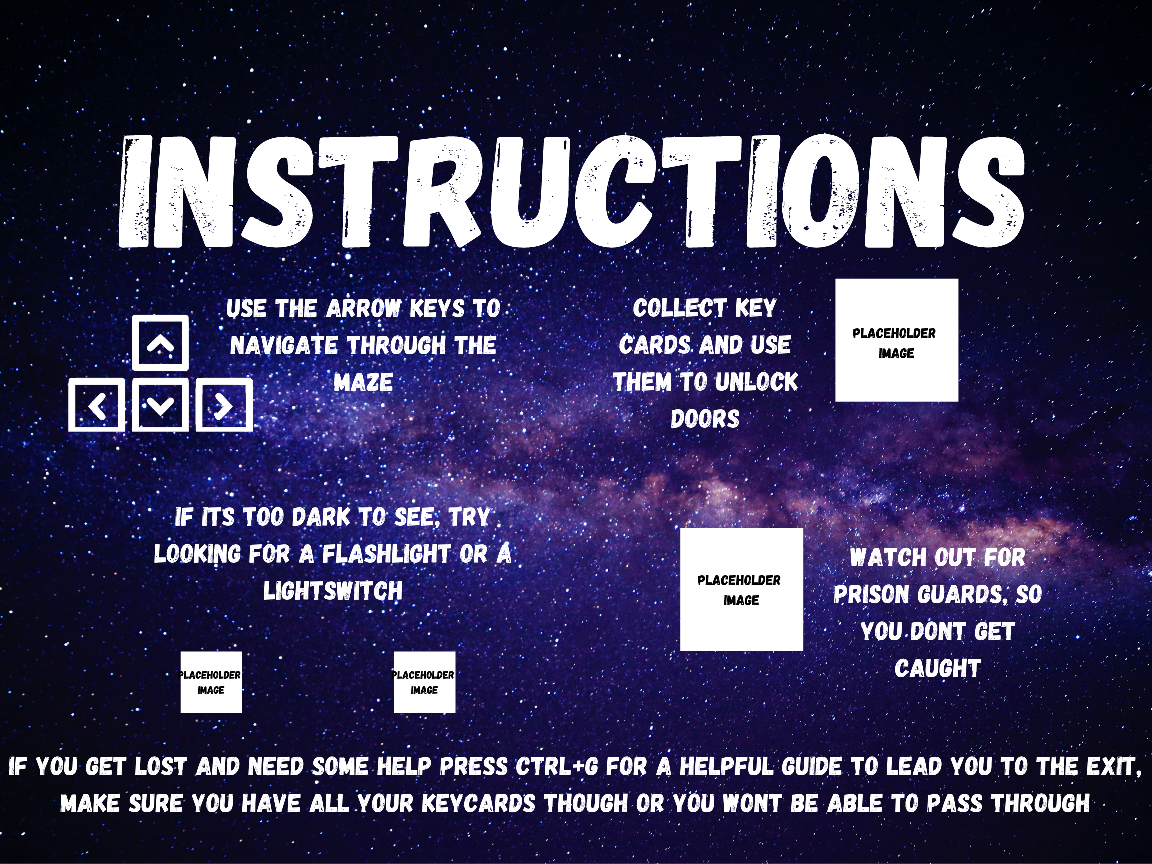 INSTRUCTIONS
USE THE ARROW KEYS TO
NAVIGATE THROUGH THE
MAZE
COLLECT KEY
CARDS AND USE
THEM TO UNLOCK
DOORS
PLACEHOLDER
IMAGE
IF ITS TOO DARK TO SEE, TRY
LOOKING FOR A FLASHLIGHT OR A
LIGHTSWITCH
PLACEHOLDER
IMAGE
PLACEHOLDER
IMAGE
PLACEHOLDER
IMAGE
WATCH OUT FOR
PRISON GUARDS, SO
YOU DONT GET
CAUGHT
IF YOU GET LOST AND NEED SOME HELP PRESS CTRL+G FOR A HELPFUL GUIDE TO LEAD YOU TO THE EXIT,
MAKE SURE YOU HAVE ALL YOUR KEYCARDS THOUGH OR YOU WONT BE ABLE TO PASS THROUGH